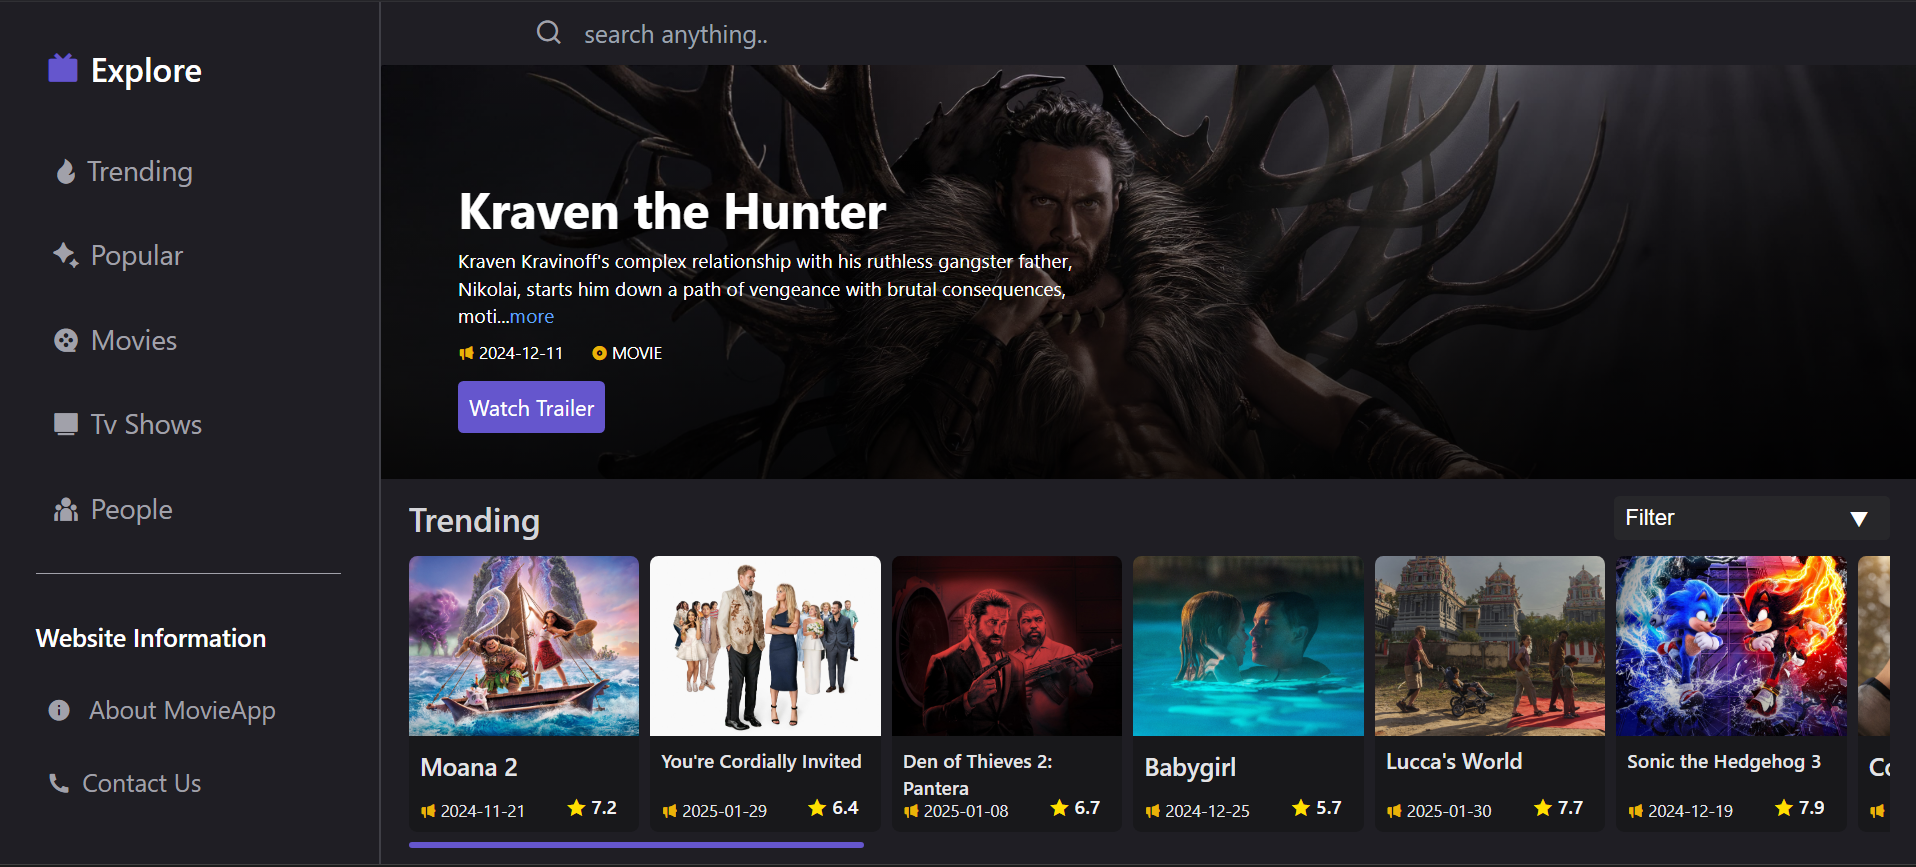 Explore
Trending
Popular
Movies
Tv Shows
People
Website Information
About MovieApp
Contact Us
search anything..
Kraven the Hunter
Kraven Kravinoff's complex relationship with his ruthless gangster father,
Nikolai, starts him down a path of vengeance with brutal consequences,
moti...more
2024-12-11 MOVIE
Watch Trailer
Trending
Filter
Moana 2
2024-11-21 7.2
You're Cordially Invited
2025-01-29 6.4
Den of Thieves 2:
Pantera
2025-01-08 6.7
Babygirl
2024-12-25 5.7
Lucca's World
2025-01-30 7.7
Sonic the Hedgehog 3
2024-12-19 7.9